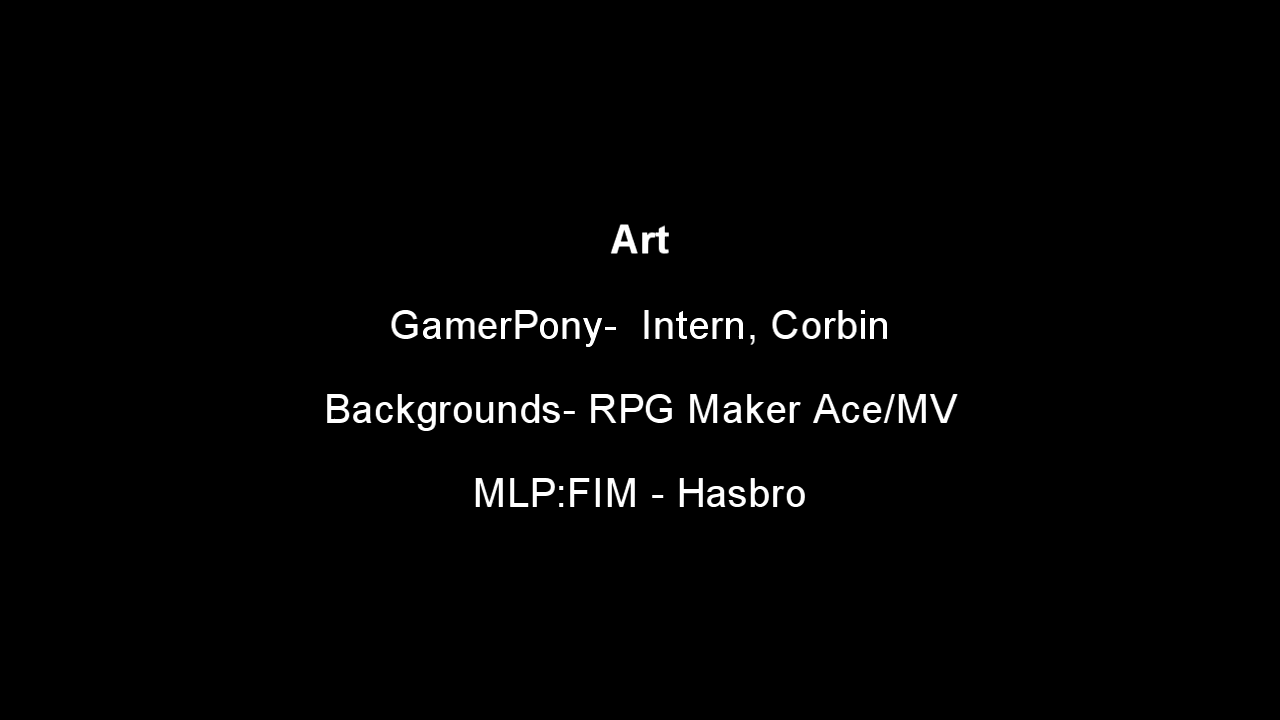 Art
GamerPony-  Intern, Corbin
Backgrounds- RPG Maker Ace/MV
MLP:FIM - Hasbro